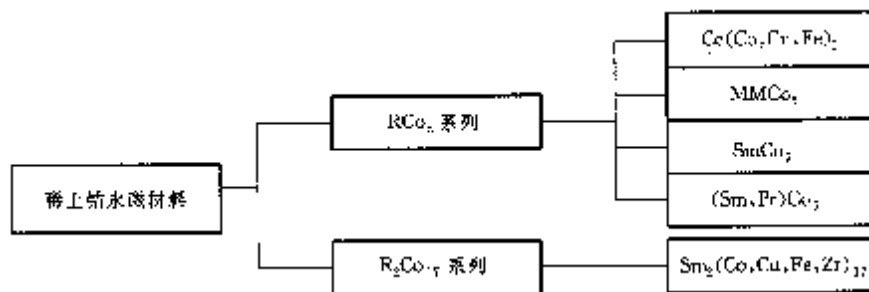 Ce(Co,Cu,Fe)₅
MMCo₅
RCo₅ 系列
SmCo₅
稀土钴永磁材料
(Sm,Pr)Co₅
R₂Co₁₇ 系列
Sm₂(Co,Cu,Fe,Zr)₁₇